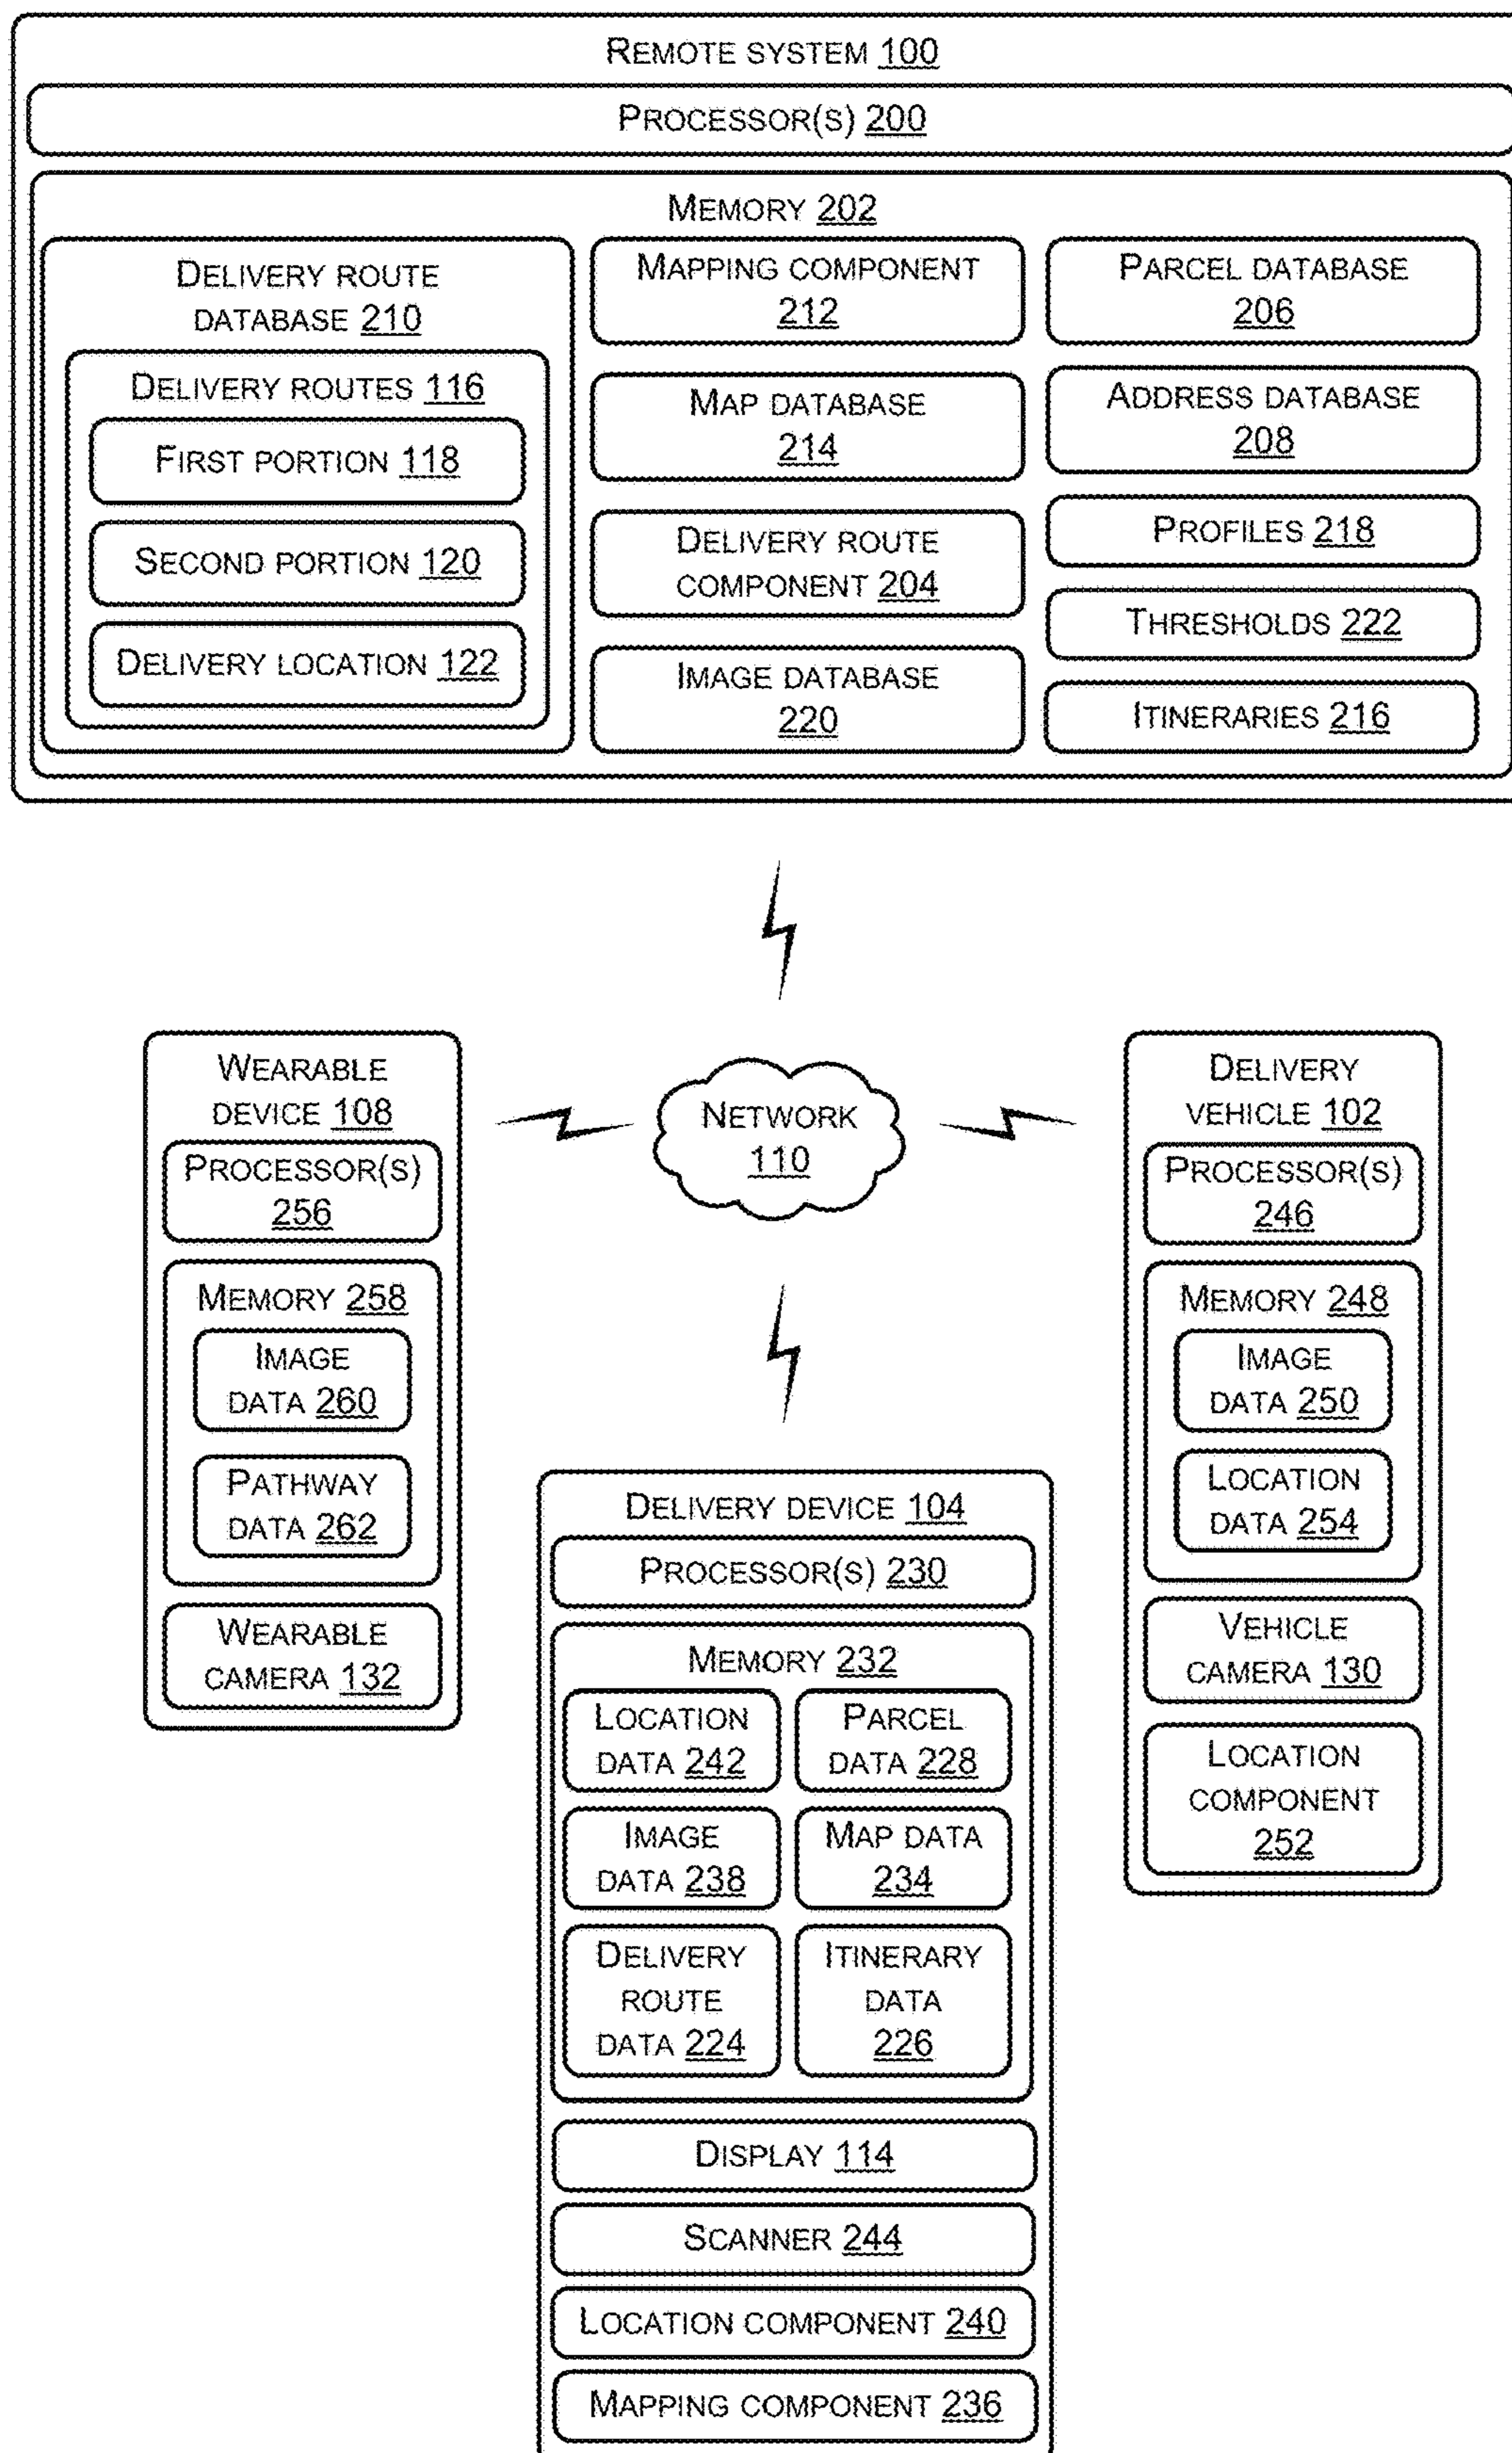 REMOTE SYSTEM 100
PROCESSOR(S) 200
MEMORY 202
DELIVERY ROUTE
DATABASE 210
DELIVERY ROUTES 116
FIRST PORTION 118
SECOND PORTION 120
DELIVERY LOCATION 122
MAPPING COMPONENT
212
MAP DATABASE
214
DELIVERY ROUTE
COMPONENT 204
IMAGE DATABASE
220
PARCEL DATABASE
206
ADDRESS DATABASE
208
PROFILES 218
THRESHOLDS 222
ITINERARIES 216
WEARABLE
DEVICE 108
PROCESSOR(S)
256
MEMORY 258
IMAGE
DATA 260
PATHWAY
DATA 262
WEARABLE
CAMERA 132
NETWORK
110
DELIVERY
VEHICLE 102
PROCESSOR(S)
246
MEMORY 248
IMAGE
DATA 250
LOCATION
DATA 254
VEHICLE
CAMERA 130
LOCATION
COMPONENT
252
DELIVERY DEVICE 104
PROCESSOR(S) 230
MEMORY 232
LOCATION
DATA 242
PARCEL
DATA 228
IMAGE
DATA 238
MAP DATA
234
DELIVERY
ROUTE
DATA 224
ITINERARY
DATA
226
DISPLAY 114
SCANNER 244
LOCATION COMPONENT 240
MAPPING COMPONENT 236